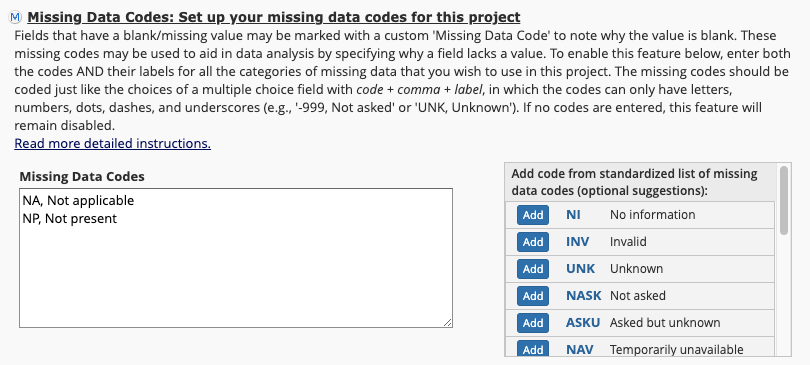 M Missing Data Codes: Set up your missing data codes for this project
Fields that have a blank/missing value may be marked with a custom 'Missing Data Code' to note why the value is blank. These
missing codes may be used to aid in data analysis by specifying why a field lacks a value. To enable this feature below, enter both
the codes AND their labels for all the categories of missing data that you wish to use in this project. The missing codes should be
coded just like the choices of a multiple choice field with code + comma + label, in which the codes can only have letters,
numbers, dots, dashes, and underscores (e.g., '-999, Not asked' or 'UNK, Unknown'). If no codes are entered, this feature will
remain disabled.
Read more detailed instructions.
Missing Data Codes
NA, Not applicable
NP, Not present
Add code from standardized list of missing
data codes (optional suggestions):
Add NI No information
Add INV Invalid
Add UNK Unknown
Add NASK Not asked
Add ASKU Asked but unknown
Add NAV Temporarily unavailable